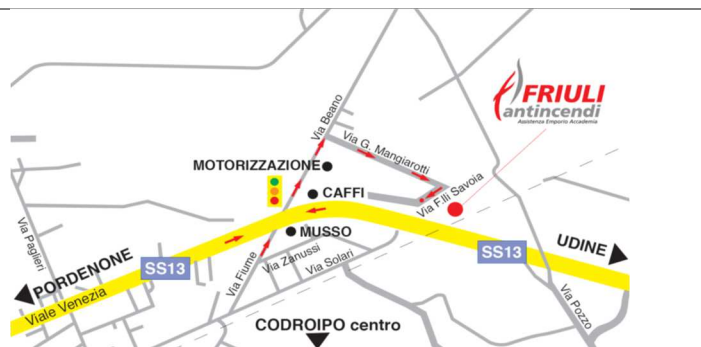 FRIULI
antincendi
Assistenza Emporio Accademia
Via Beano
Via G. Mangiarotti
MOTORIZZAZIONE
CAFFI
Via F.lli Savoia
MUSSO
Via Paglieri
PORDENONE
SS13
Viale Venezia
Via Fiume
Via Zanussi
Via Solari
SS13
UDINE
Via Pozzo
CODROIPO centro